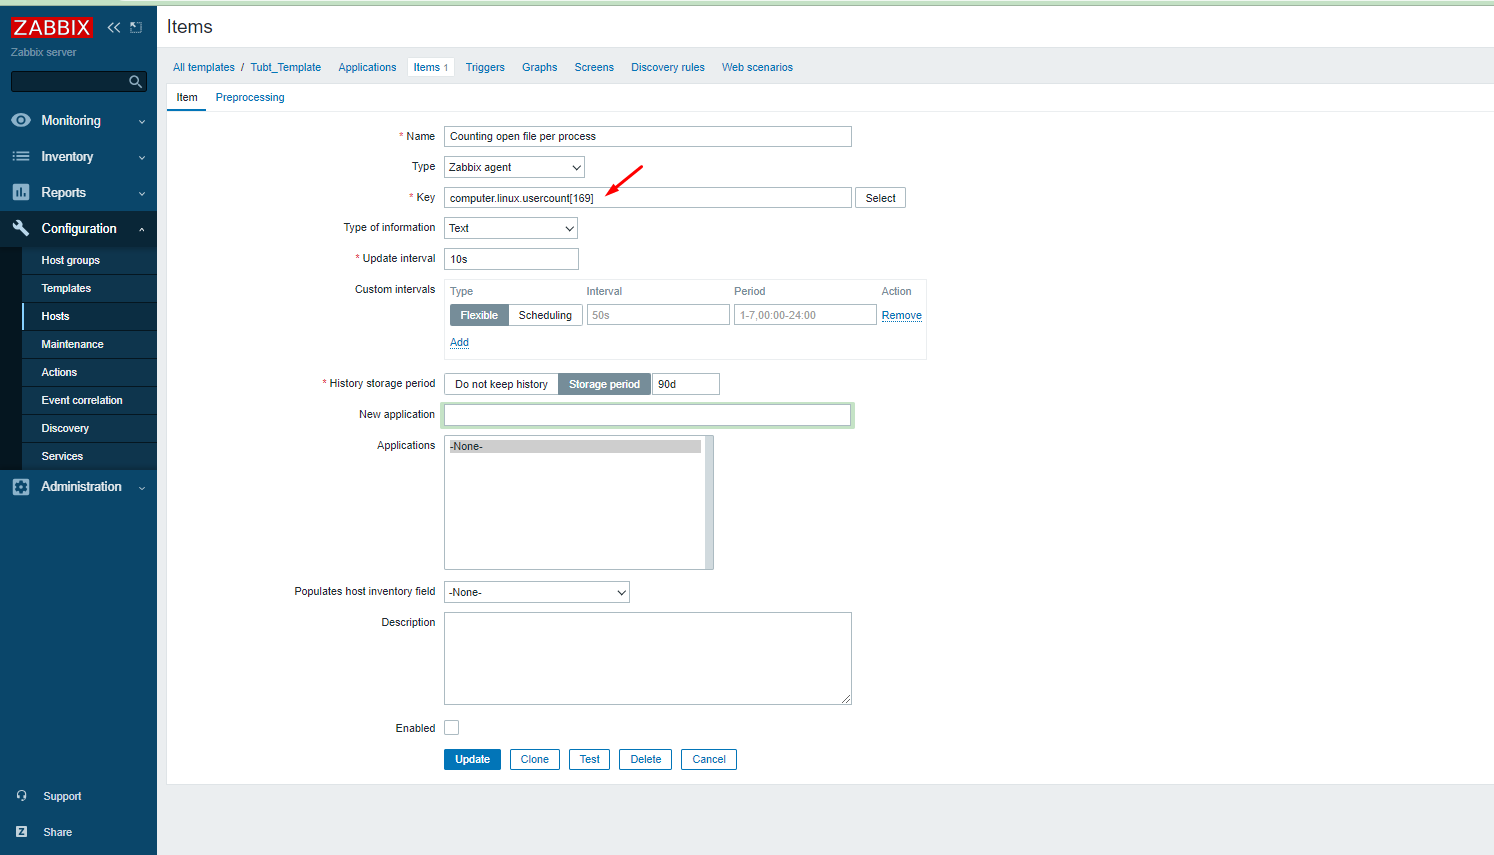 ZABBIX
Zabbix server
Monitoring
Inventory
Reports
Configuration
Host groups
Templates
Hosts
Maintenance
Actions
Event correlation
Discovery
Services
Administration
Support
Z Share
Items
All templates / Tubt_Template Applications Items 1 Triggers Graphs Screens Discovery rules Web scenarios
Item Preprocessing
* Name Counting open file per process
Type Zabbix agent
* Key computer.linux.usercount[169] Select
Type of information Text
* Update interval 10s
Custom intervals Type Interval Period Action
Flexible Scheduling 50s 1-7,00:00-24:00 Remove
Add
* History storage period Do not keep history Storage period 90d
New application
Applications -None-
Populates host inventory field -None-
Description
Enabled
Update Clone Test Delete Cancel